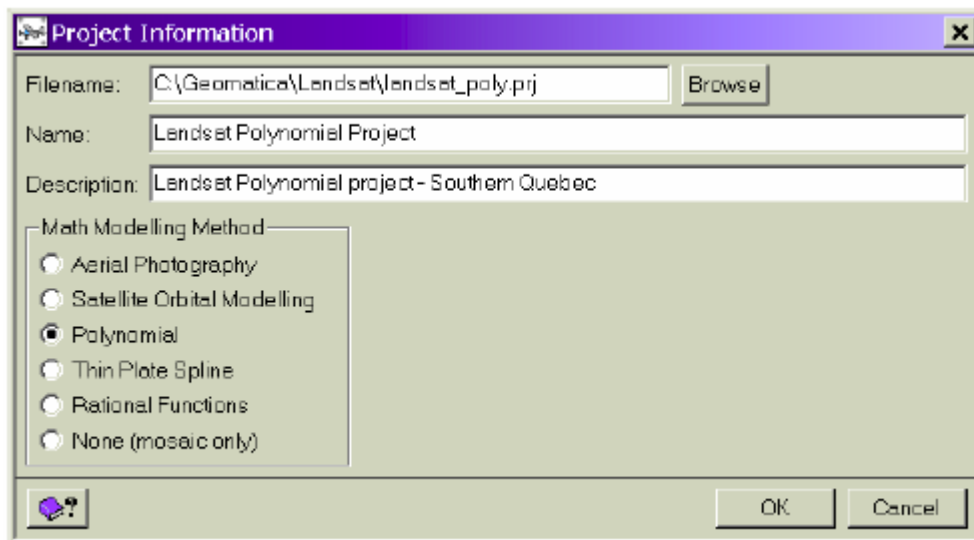 Project Information
Filename: C:\Geomatica\Landsat\landsat_poly.prj Browse
Name: Landsat Polynomial Project
Description: Landsat Polynomial project - Southern Quebec
Math Modelling Method
Aerial Photography
Satellite Orbital Modelling
Polynomial
Thin Plate Spline
Rational Functions
None (mosaic only)
? OK Cancel